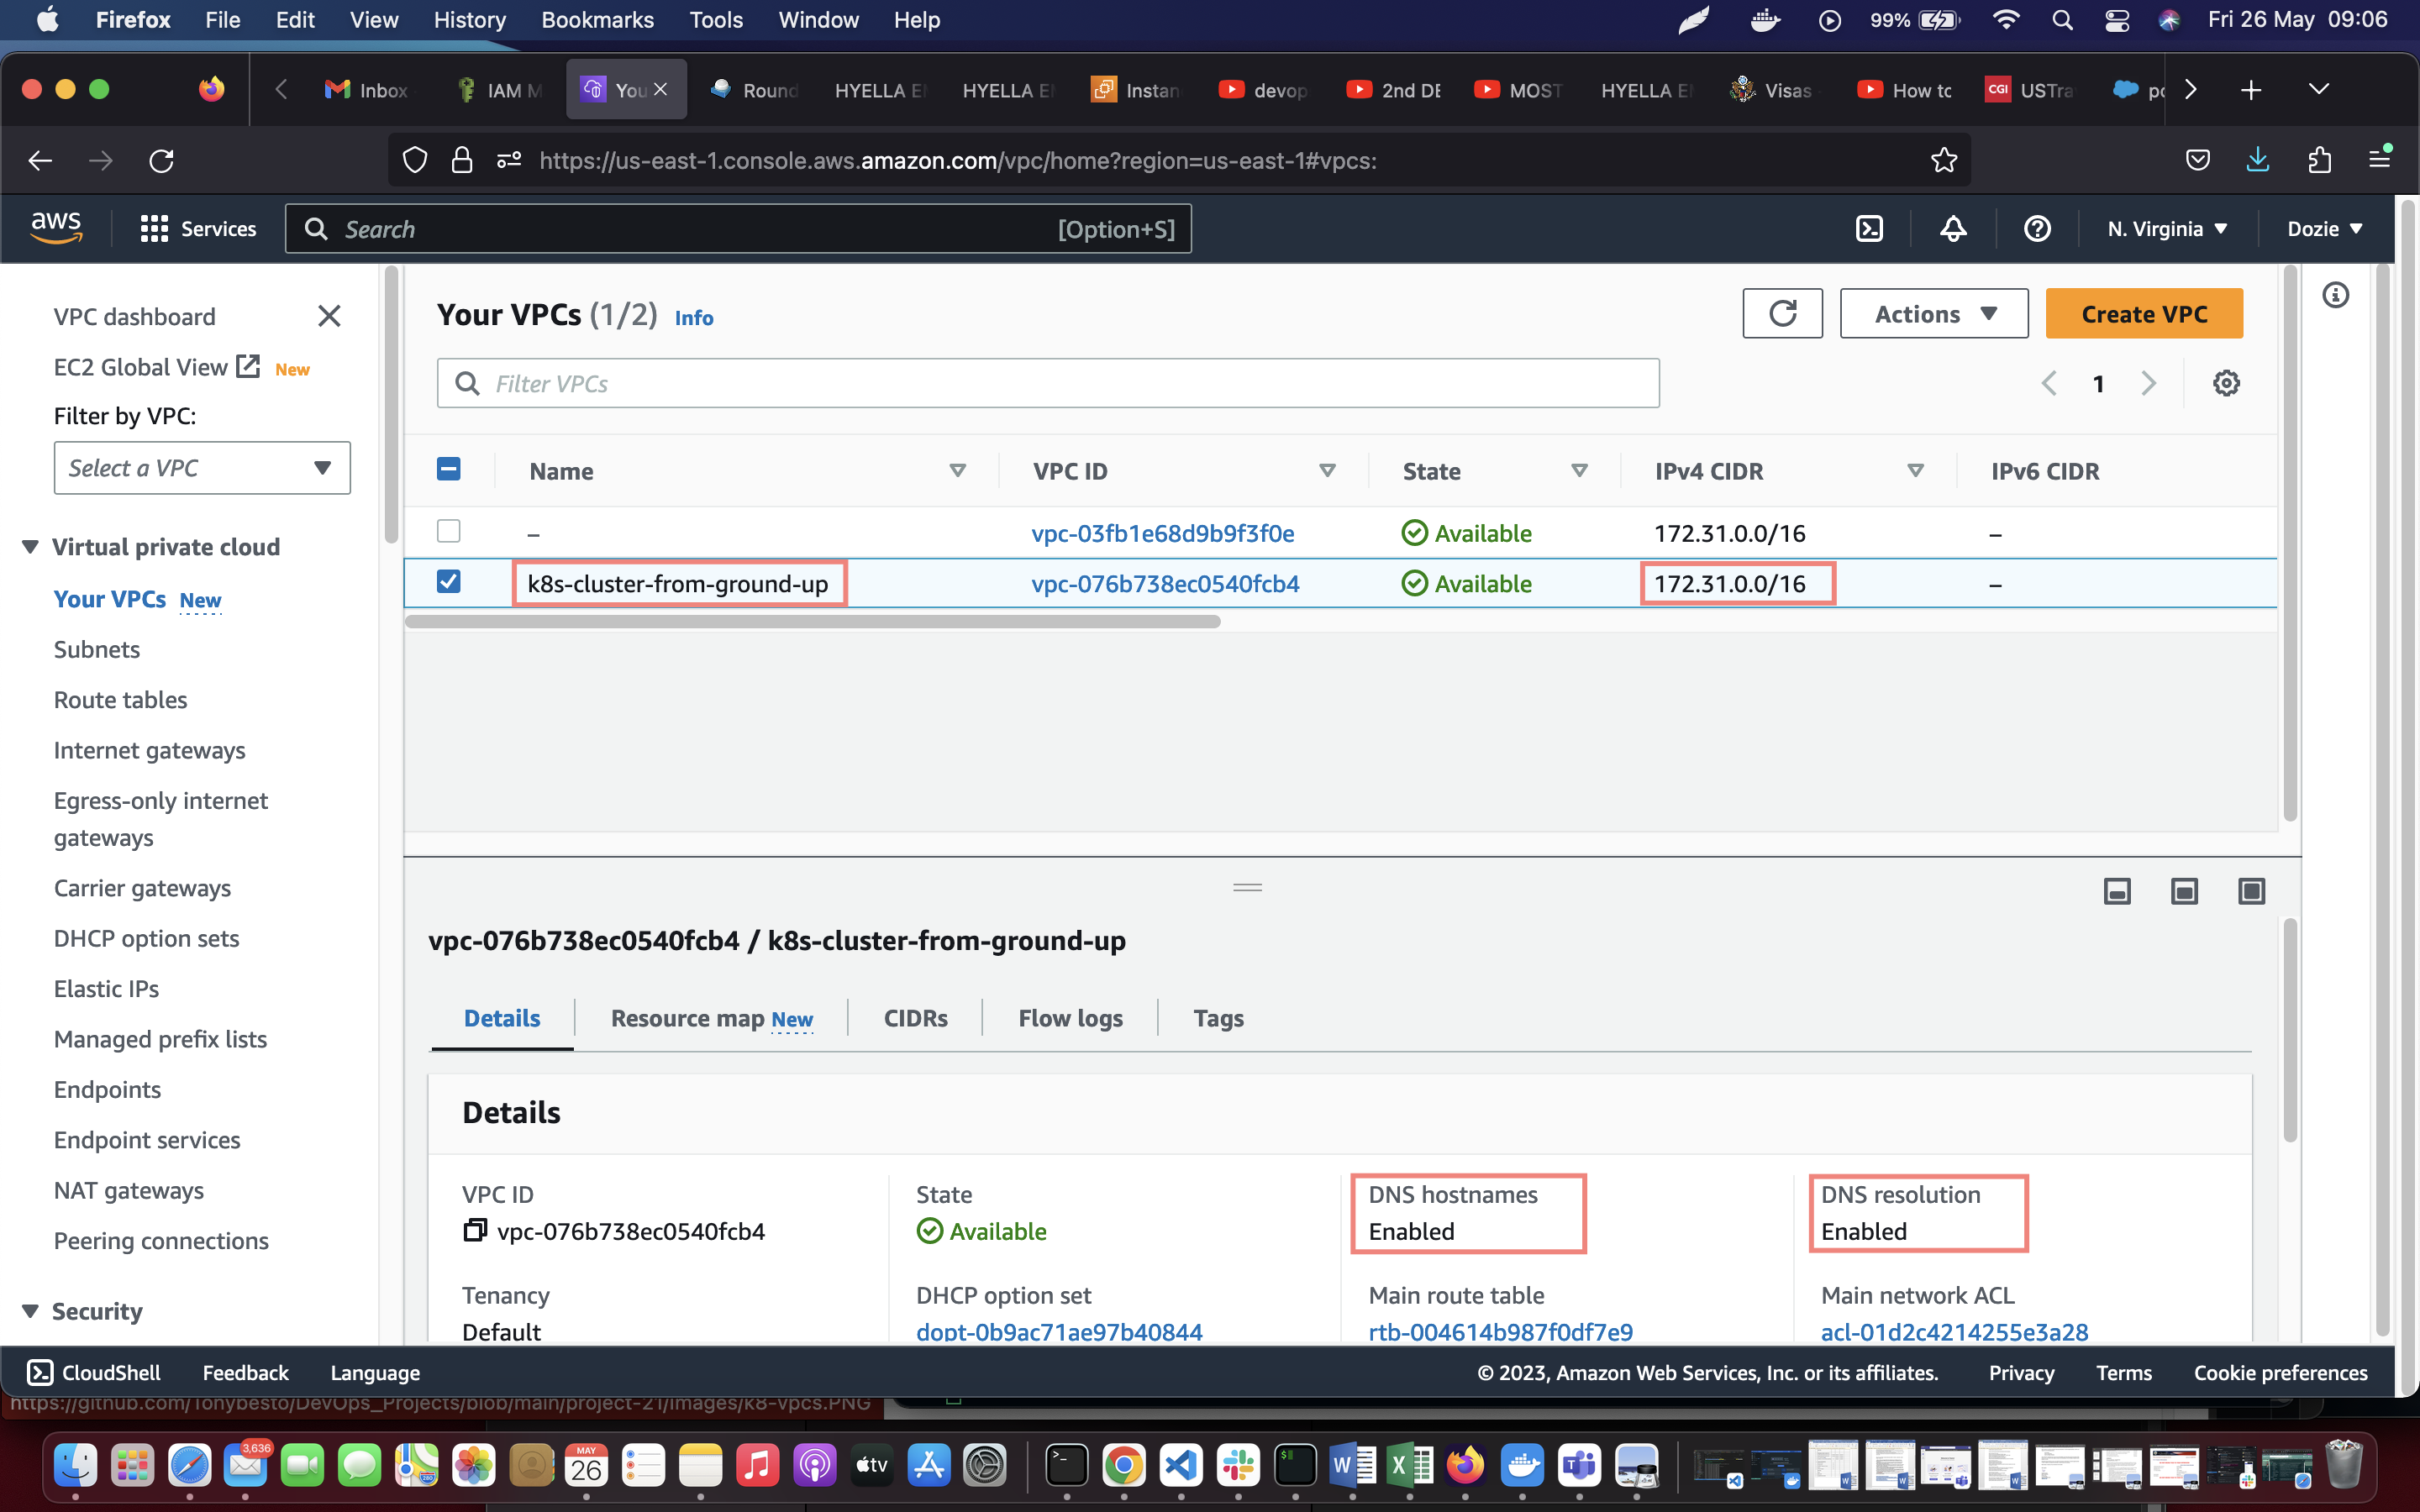 Firefox File Edit View History Bookmarks Tools Window Help 99% Fri 26 May 09:06
Inbox IAM M You Round HYELLA E HYELLA E Instan devop 2nd DE MOST HYELLA E Visas How to CGI USTra po
https://us-east-1.console.aws.amazon.com/vpc/home?region=us-east-1#vpcs:
aws Services Search [Option+S] N. Virginia Dozie
VPC dashboard
EC2 Global View New
Filter by VPC:
Select a VPC
Virtual private cloud
Your VPCs New
Subnets
Route tables
Internet gateways
Egress-only internet
gateways
Carrier gateways
DHCP option sets
Elastic IPs
Managed prefix lists
Endpoints
Endpoint services
NAT gateways
Peering connections
Security
Your VPCs (1/2) Info
Actions
Create VPC
Filter VPCs
1
Name VPC ID State IPv4 CIDR IPv6 CIDR
– vpc-03fb1e68d9b9f3f0e Available 172.31.0.0/16 –
k8s-cluster-from-ground-up vpc-076b738ec0540fcb4 Available 172.31.0.0/16 –
vpc-076b738ec0540fcb4 / k8s-cluster-from-ground-up
Details Resource map New CIDRs Flow logs Tags
Details
VPC ID State DNS hostnames DNS resolution
vpc-076b738ec0540fcb4 Available Enabled Enabled
Tenancy DHCP option set Main route table Main network ACL
Default dopt-0b9ac71ae97b40844 rtb-004614b987f0df7e9 acl-01d2c4214255e3a28
CloudShell Feedback Language © 2023, Amazon Web Services, Inc. or its affiliates. Privacy Terms Cookie preferences
https://github.com/Tonybesto/DevOps_Projects/blob/main/project-21/images/k8-vpcs.PNG
3,636
MAY
26
tv